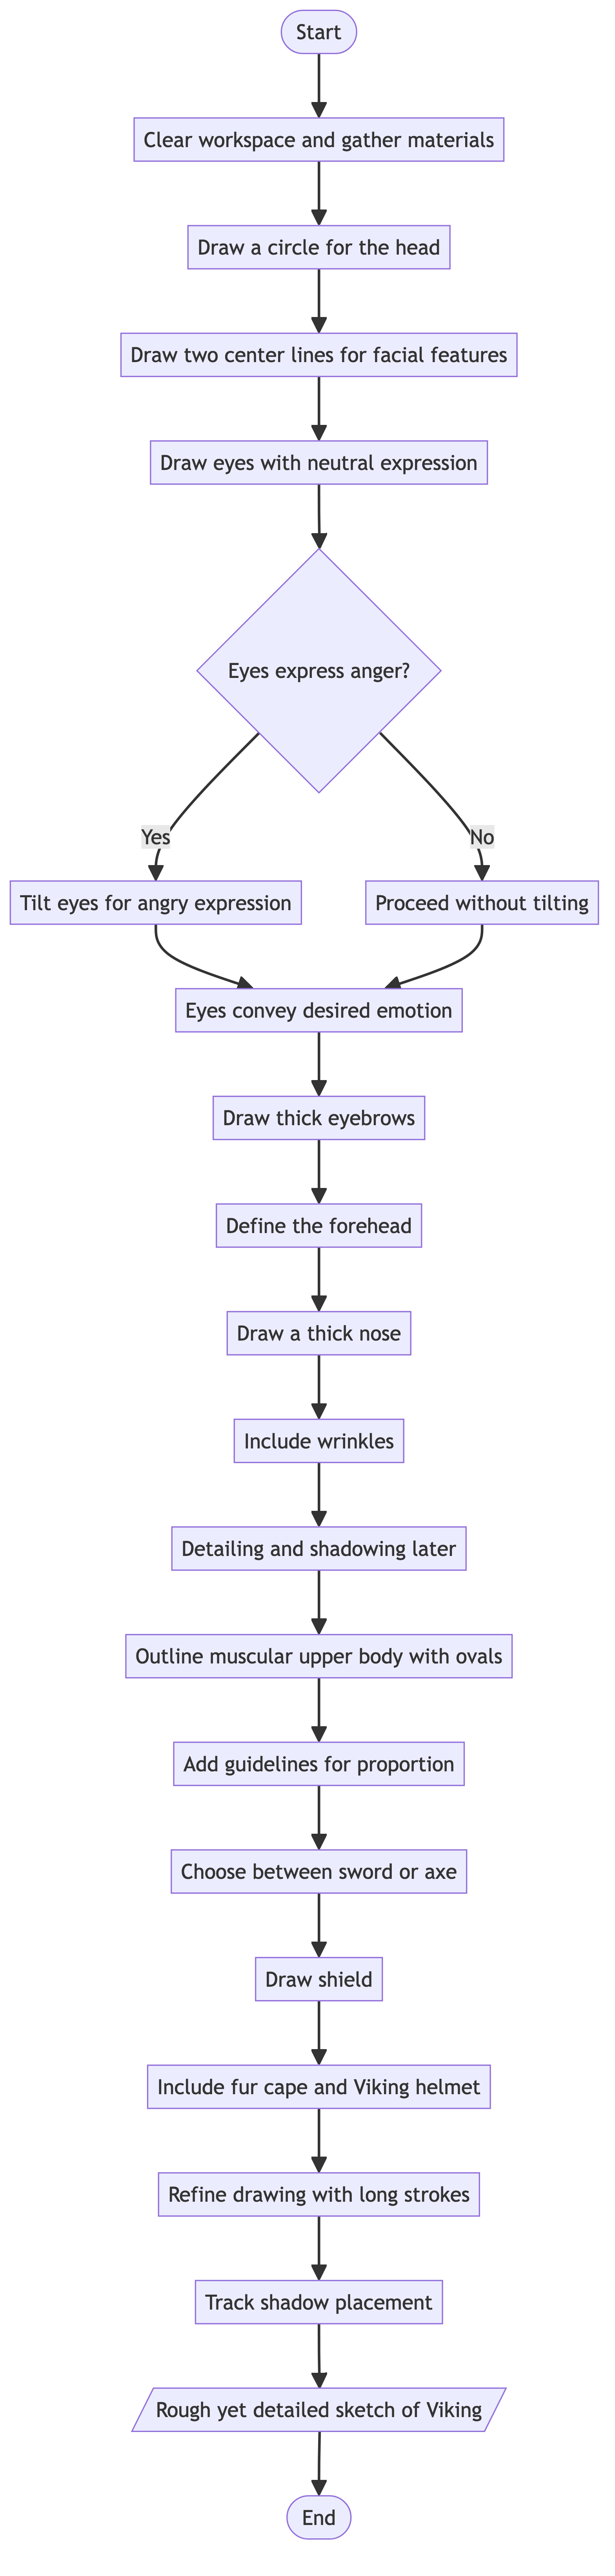 Start
Clear workspace and gather materials
Draw a circle for the head
Draw two center lines for facial features
Draw eyes with neutral expression
Eyes express anger?
Yes
No
Tilt eyes for angry expression
Proceed without tilting
Eyes convey desired emotion
Draw thick eyebrows
Define the forehead
Draw a thick nose
Include wrinkles
Detailing and shadowing later
Outline muscular upper body with ovals
Add guidelines for proportion
Choose between sword or axe
Draw shield
Include fur cape and Viking helmet
Refine drawing with long strokes
Track shadow placement
Rough yet detailed sketch of Viking
End